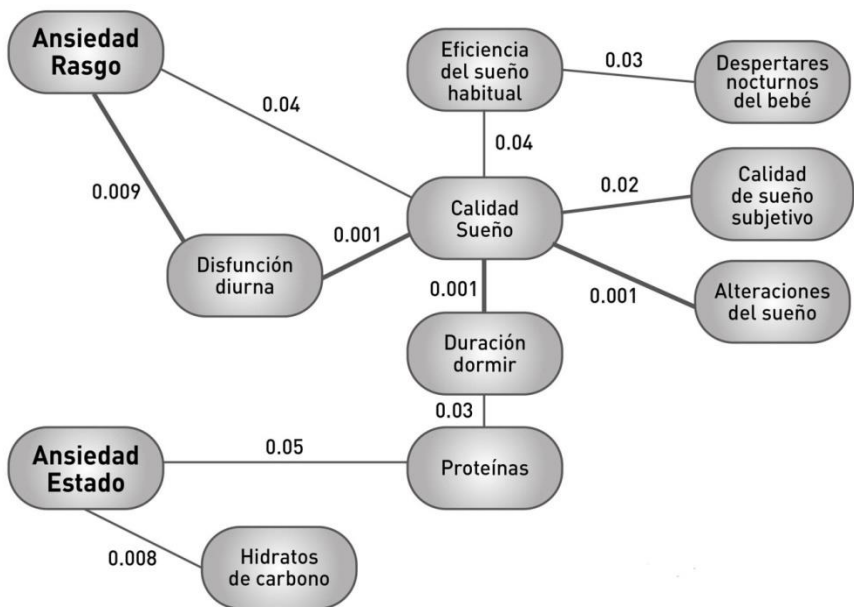 Ansiedad
Rasgo
Eficiencia
del sueño
habitual
0.03
Despertares
nocturnos
del bebé
0.04
0.04
0.009
Calidad
Sueño
0.02
Calidad
de sueño
subjetivo
0.001
Disfunción
diurna
0.001
0.001
Alteraciones
del sueño
Duración
dormir
0.03
Ansiedad
Estado
0.05
Proteínas
0.008
Hidratos
de carbono